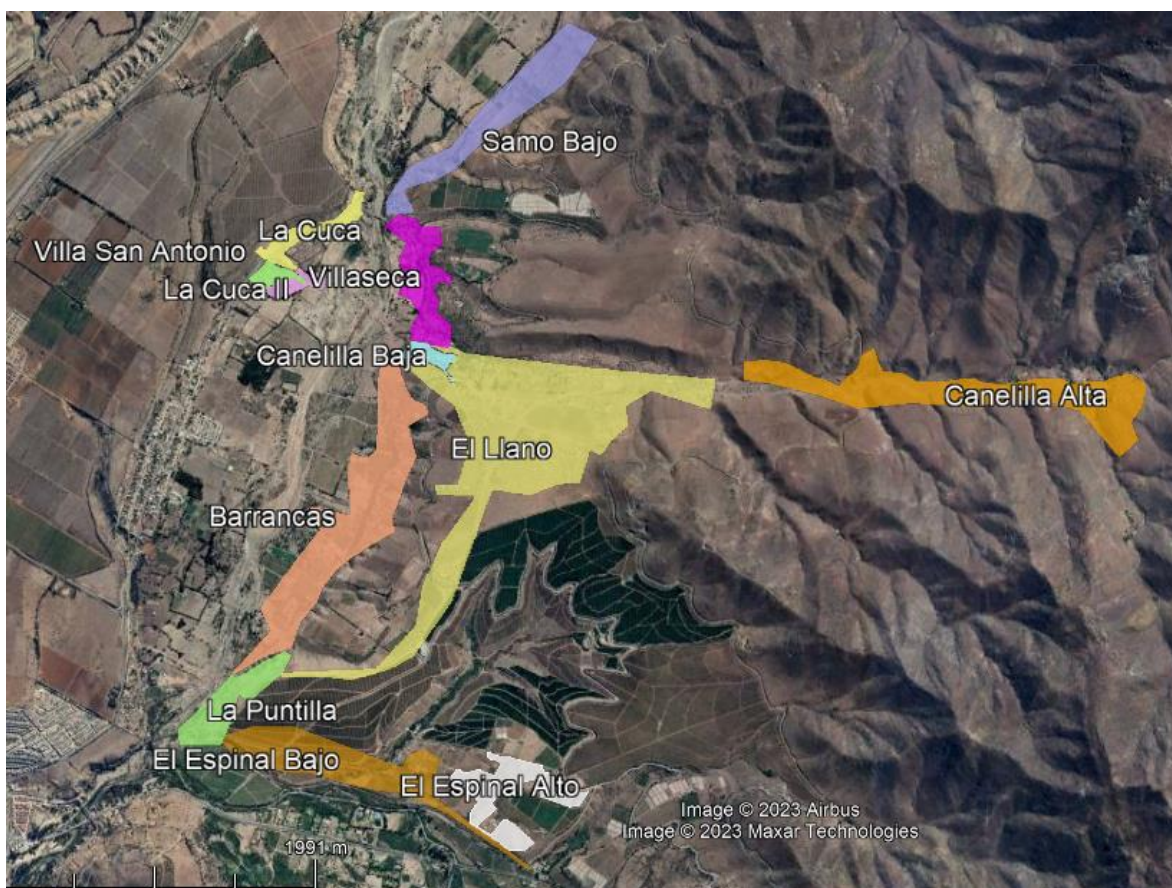 Samo Bajo
La Cuca
Villa San Antonio
Villaseca
La Cuca II
Canelilla Baja
Canelilla Alta
El Llano
Barrancas
La Puntilla
El Espinal Bajo
El Espinal Alto
Image © 2023 Airbus
Image © 2023 Maxar Technologies
1991 m